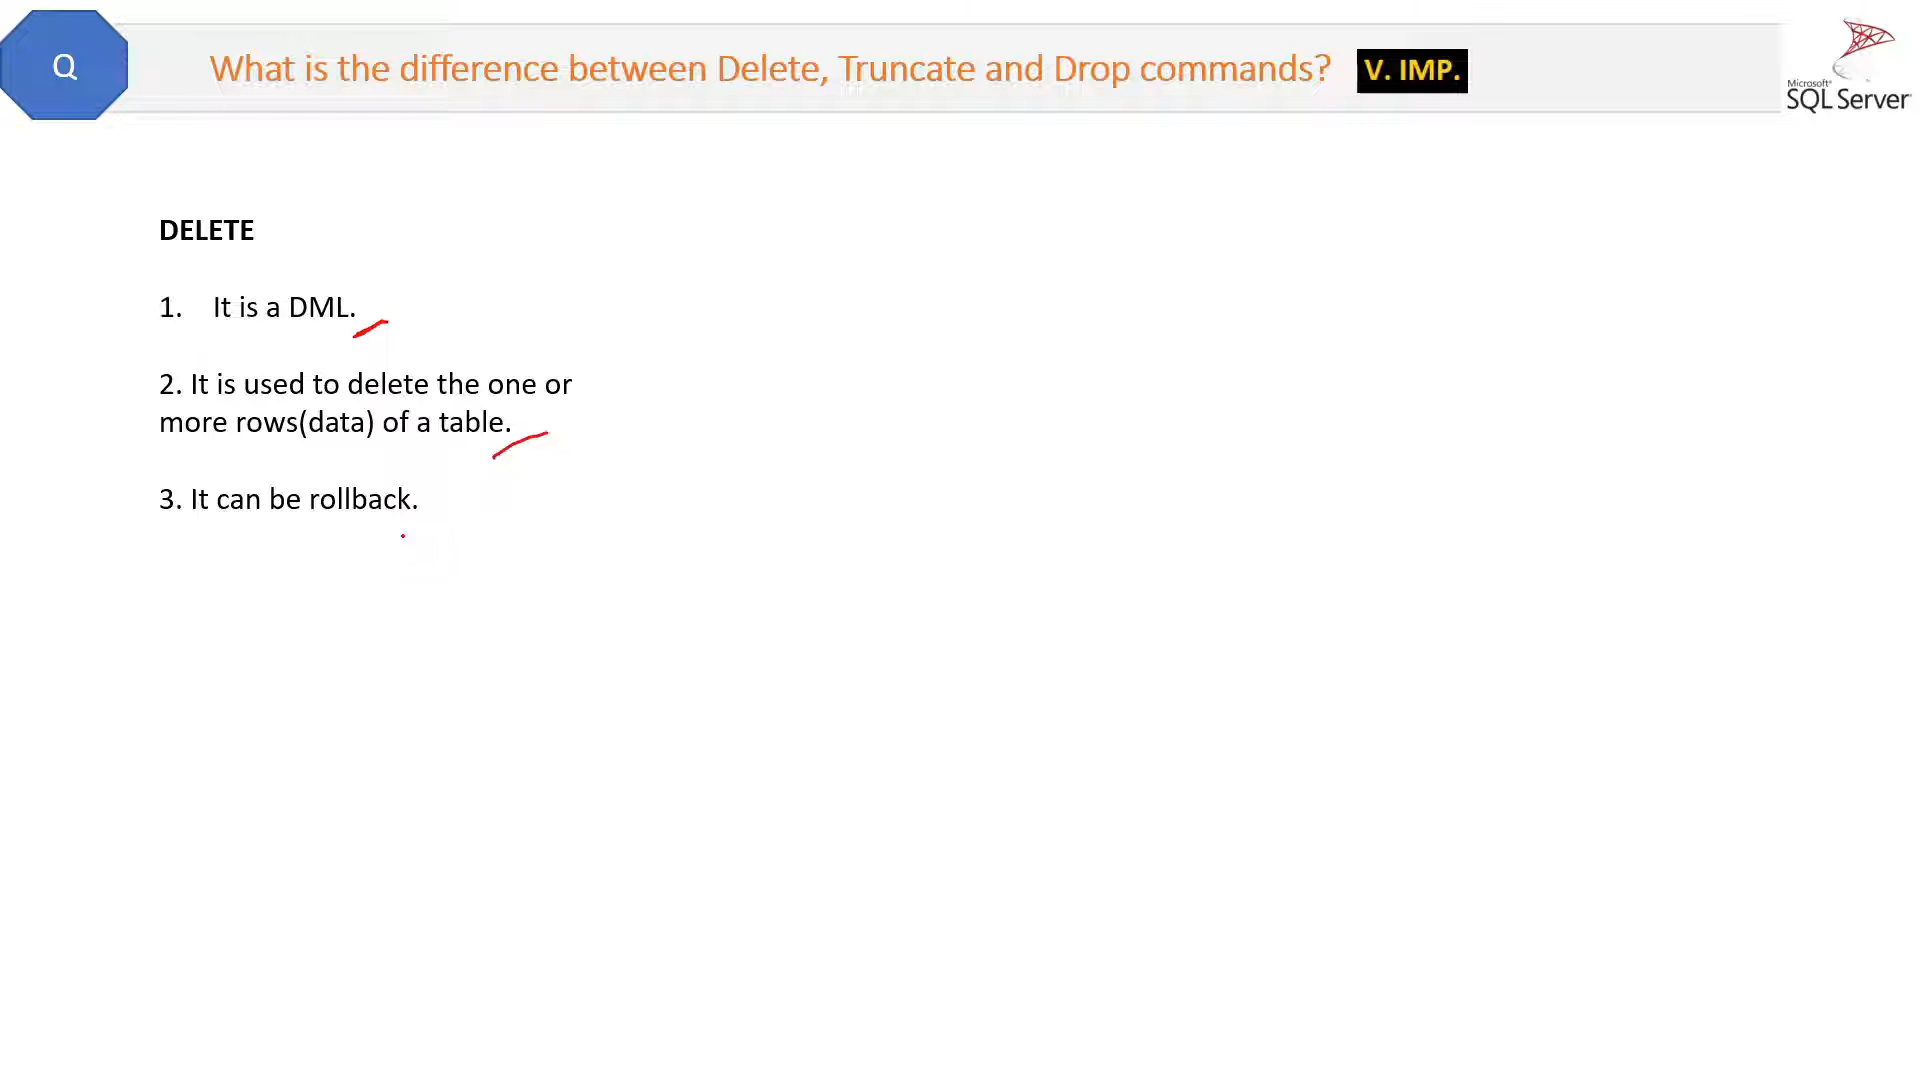 Q
What is the difference between Delete, Truncate and Drop commands? V. IMP.
Microsoft®
SQL Server
DELETE
1. It is a DML.
2. It is used to delete the one or
more rows(data) of a table.
3. It can be rollback.